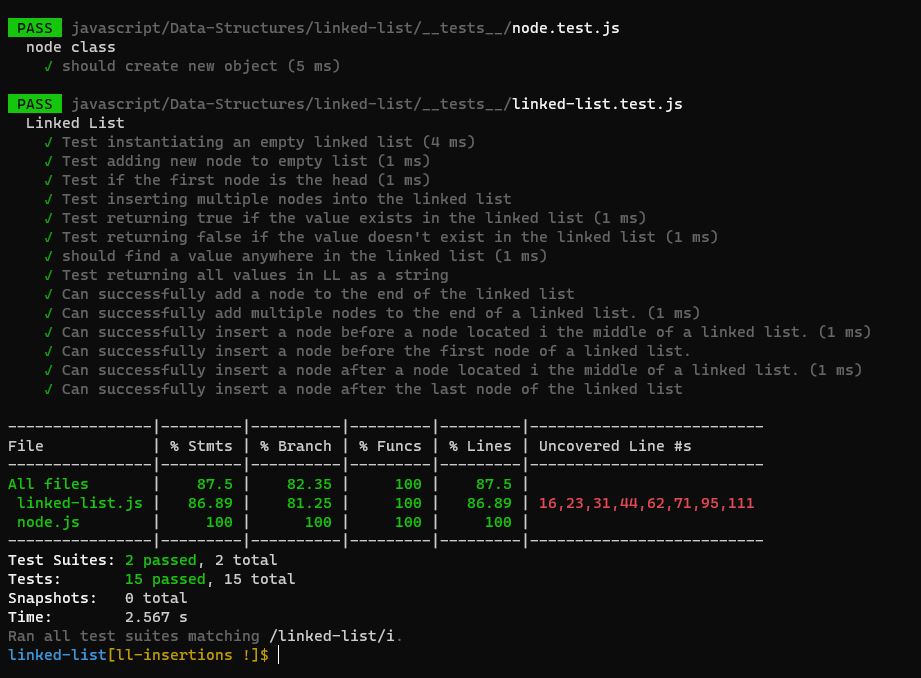 PASS javascript/Data-Structures/linked-list/__tests__/node.test.js
node class
√ should create new object (5 ms)
PASS javascript/Data-Structures/linked-list/__tests__/linked-list.test.js
Linked List
√ Test instantiating an empty linked list (4 ms)
√ Test adding new node to empty list (1 ms)
√ Test if the first node is the head (1 ms)
√ Test inserting multiple nodes into the linked list
√ Test returning true if the value exists in the linked list (1 ms)
√ Test returning false if the value doesn't exist in the linked list (1 ms)
√ should find a value anywhere in the linked list (1 ms)
√ Test returning all values in LL as a string
√ Can successfully add a node to the end of the linked list
√ Can successfully add multiple nodes to the end of a linked list. (1 ms)
√ Can successfully insert a node before a node located i the middle of a linked list. (1 ms)
√ Can successfully insert a node before the first node of a linked list.
√ Can successfully insert a node after a node located i the middle of a linked list. (1 ms)
√ Can successfully insert a node after the last node of the linked list
----------------|---------|----------|---------|---------|--------------------------
File | % Stmts | % Branch | % Funcs | % Lines | Uncovered Line #s
----------------|---------|----------|---------|---------|--------------------------
All files | 87.5 | 82.35 | 100 | 87.5 |
linked-list.js | 86.89 | 81.25 | 100 | 86.89 | 16,23,31,44,62,71,95,111
node.js | 100 | 100 | 100 | 100 |
----------------|---------|----------|---------|---------|--------------------------
Test Suites: 2 passed, 2 total
Tests: 15 passed, 15 total
Snapshots: 0 total
Time: 2.567 s
Ran all test suites matching /linked-list/i.
linked-list[ll-insertions !]$